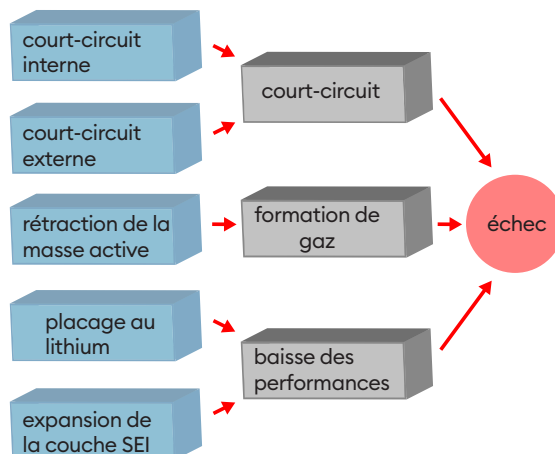 court-circuit
interne
court-circuit
externe
rétraction de la
masse active
placage au
lithium
expansion de
la couche SEI
court-circuit
formation de
gaz
baisse des
performances
échec